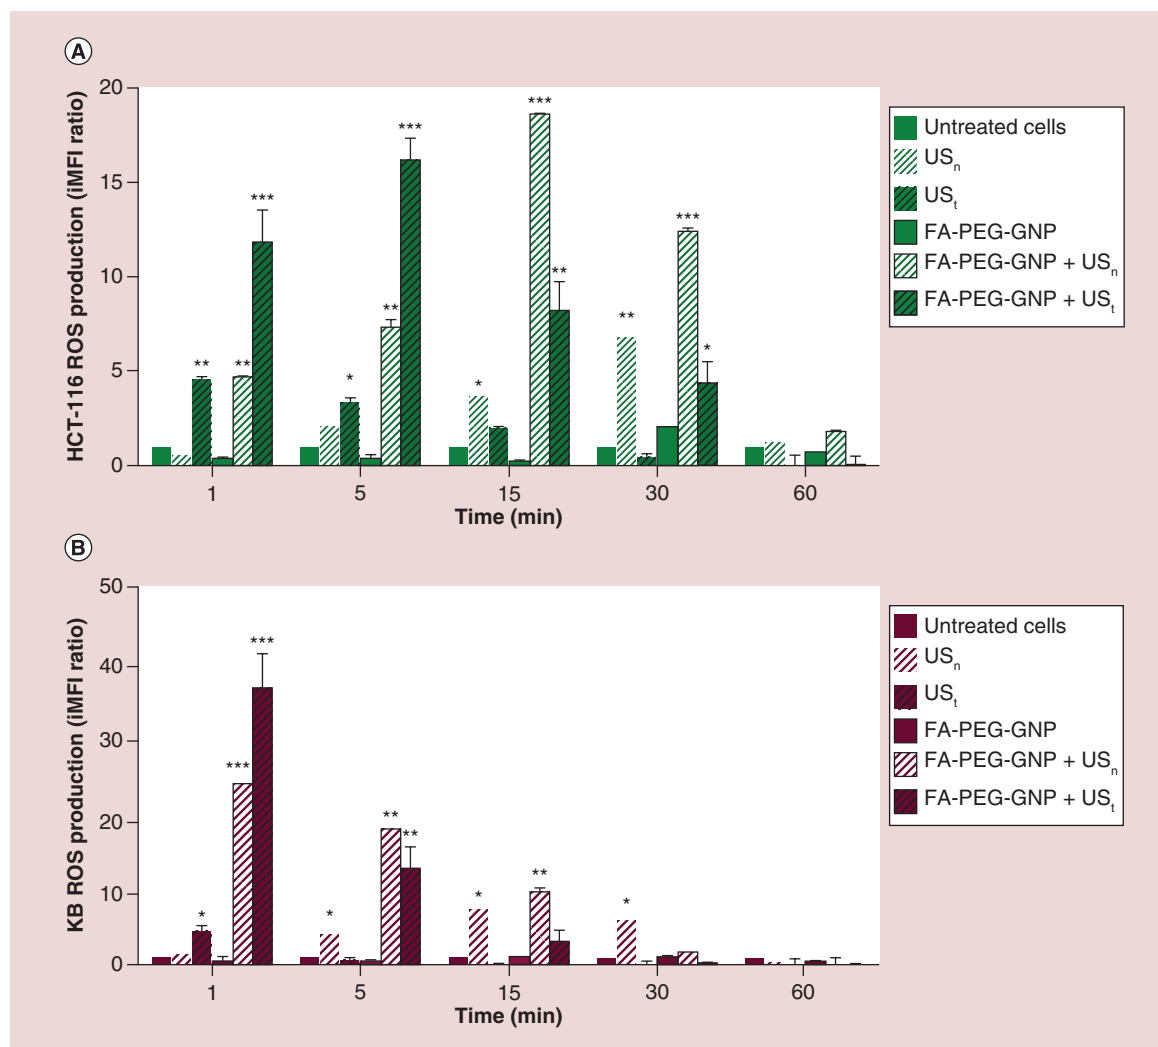 A
HCT-116 ROS production (iMFI ratio)
20
15
10
5
0
** ** ***
* ** ***
* *** **
** *** *
1 5 15 30 60
Time (min)
Untreated cells
USn
USt
FA-PEG-GNP
FA-PEG-GNP + USn
FA-PEG-GNP + USt
B
KB ROS production (iMFI ratio)
50
40
30
20
10
0
* *** ***
* ** **
* **
*
1 5 15 30 60
Time (min)
Untreated cells
USn
USt
FA-PEG-GNP
FA-PEG-GNP + USn
FA-PEG-GNP + USt